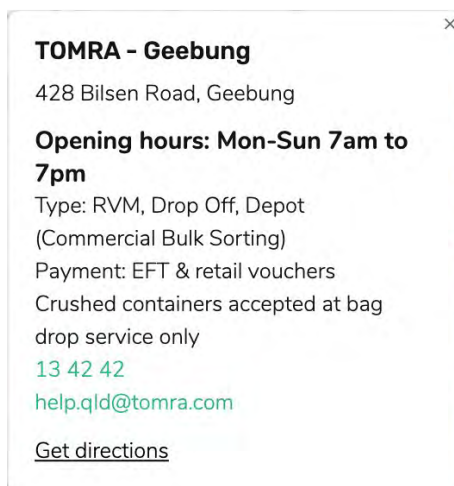 ×
TOMRA - Geebung
428 Bilsen Road, Geebung
Opening hours: Mon-Sun 7am to
7pm
Type: RVM, Drop Off, Depot
(Commercial Bulk Sorting)
Payment: EFT & retail vouchers
Crushed containers accepted at bag
drop service only
13 42 42
help.qld@tomra.com
Get directions